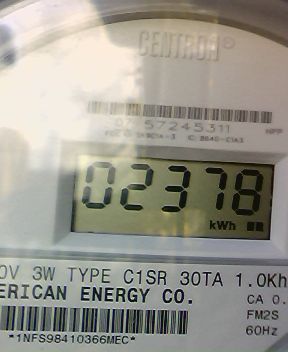 CENTRON®
57245311
02378
kWh
0V 3W TYPE C1SR 30TA 1.0Kh
ERICAN ENERGY CO. CA 0.
FM2S
60Hz
*1NFS98410366MEC*